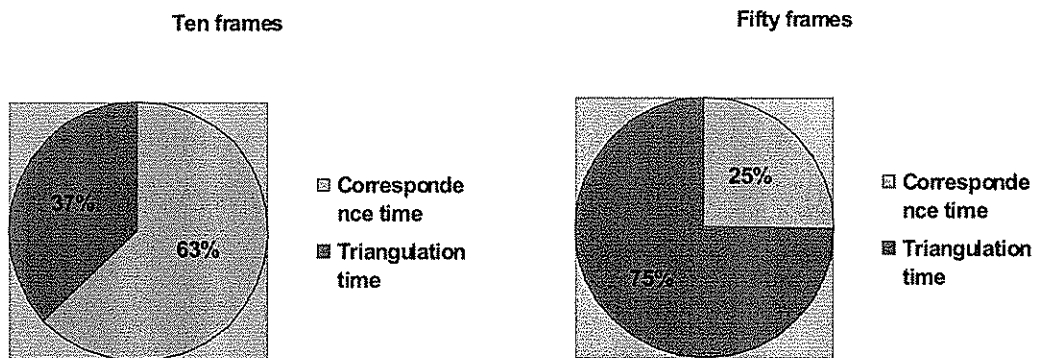 Ten frames
37%
63%
Corresponde
nce time
Triangulation
time
Fifty frames
25%
75%
Corresponde
nce time
Triangulation
time